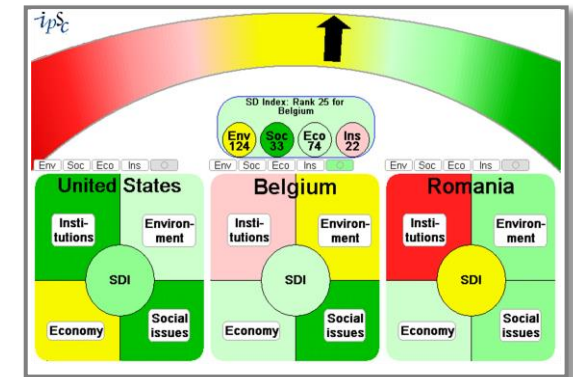 ipSc
SD Index: Rank 25 for
Belgium
Env
124
Soc
33
Eco
74
Ins
22
Env Soc Eco Ins
Env Soc Eco Ins
Env Soc Eco Ins
United States
Insti-
tutions
Environ-
ment
SDI
Economy
Social
issues
Belgium
Insti-
tutions
Environ-
ment
SDI
Economy
Social
issues
Romania
Insti-
tutions
Environ-
ment
SDI
Economy
Social
issues